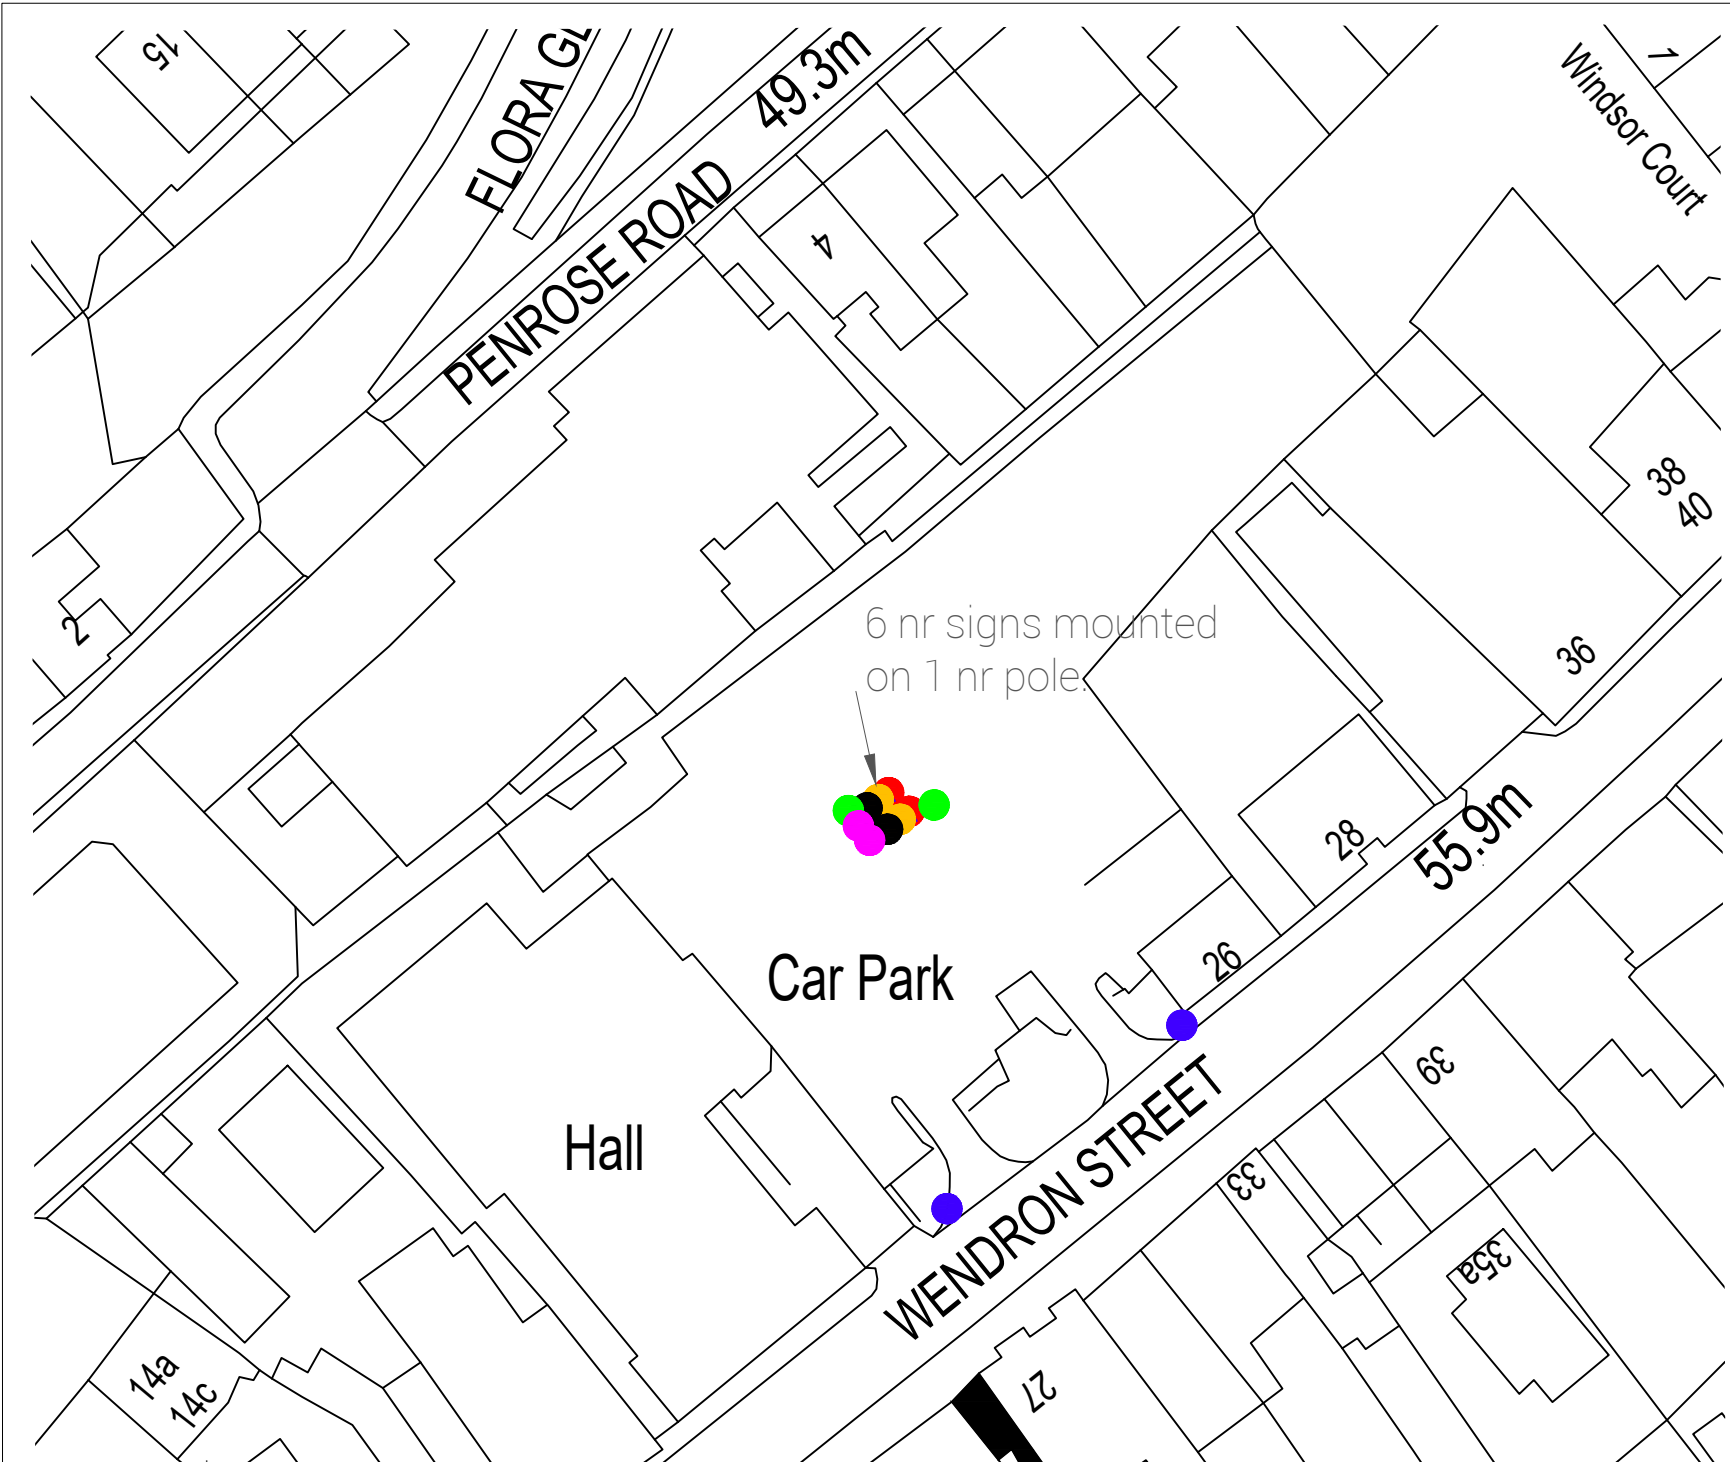 15
FLORA GL
49.3m
1
Windsor Court
PENROSE ROAD
4
38
40
2
6 nr signs mounted
on 1 nr pole.
36
28
55.9m
Car Park
26
39
Hall
WENDRON STREET
33
35a
14a
14c
27